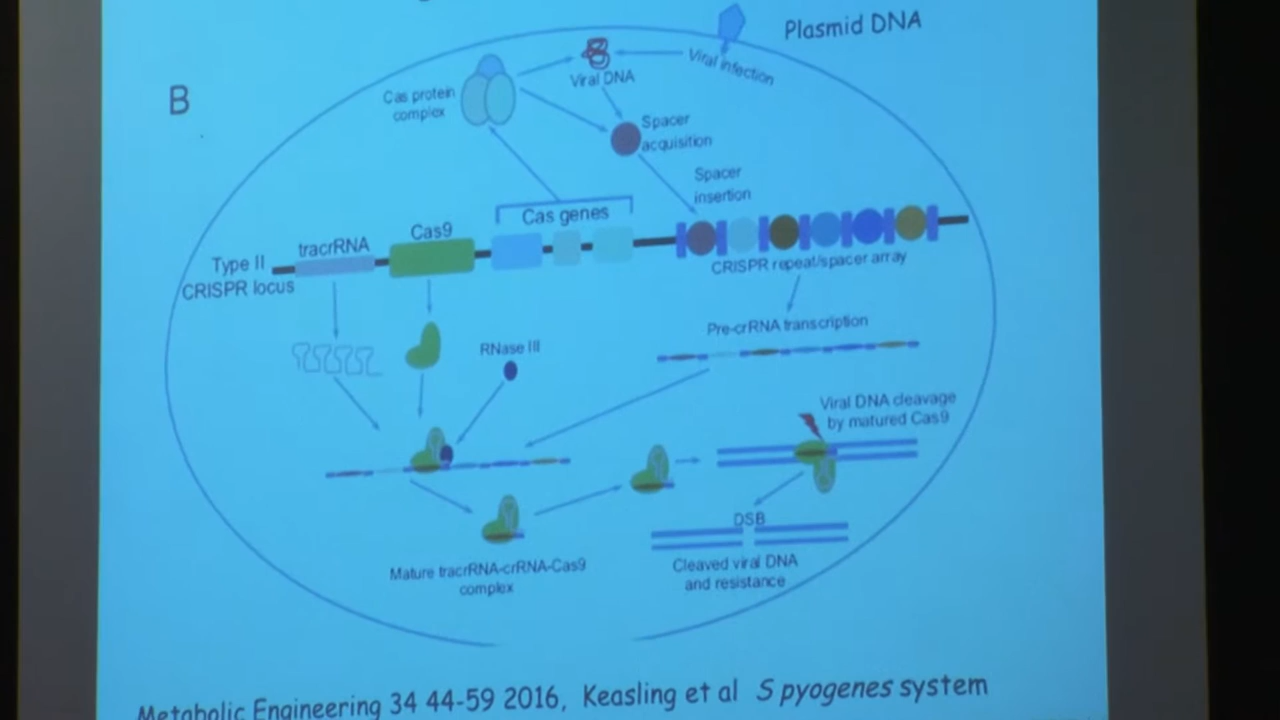 Plasmid DNA
B
Viral infection
Viral DNA
Cas protein
complex
Spacer
acquisition
Spacer
insertion
Cas genes
Cas9
tracrRNA
Type II
CRISPR locus
CRISPR repeat/spacer array
Pre-crRNA transcription
RNase III
Viral DNA cleavage
by matured Cas9
DSB
Mature tracrRNA-crRNA-Cas9
complex
Cleaved viral DNA
and resistance
Metabolic Engineering 34 44-59 2016, Keasling et al S pyogenes system